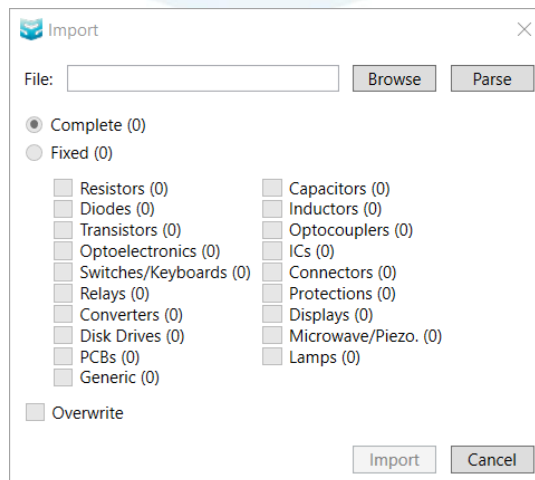 Import
File: Browse Parse
Complete (0)
Fixed (0)
Resistors (0) Capacitors (0)
Diodes (0) Inductors (0)
Transistors (0) Optocouplers (0)
Optoelectronics (0) ICs (0)
Switches/Keyboards (0) Connectors (0)
Relays (0) Protections (0)
Converters (0) Displays (0)
Disk Drives (0) Microwave/Piezo. (0)
PCBs (0) Lamps (0)
Generic (0)
Overwrite
Import Cancel